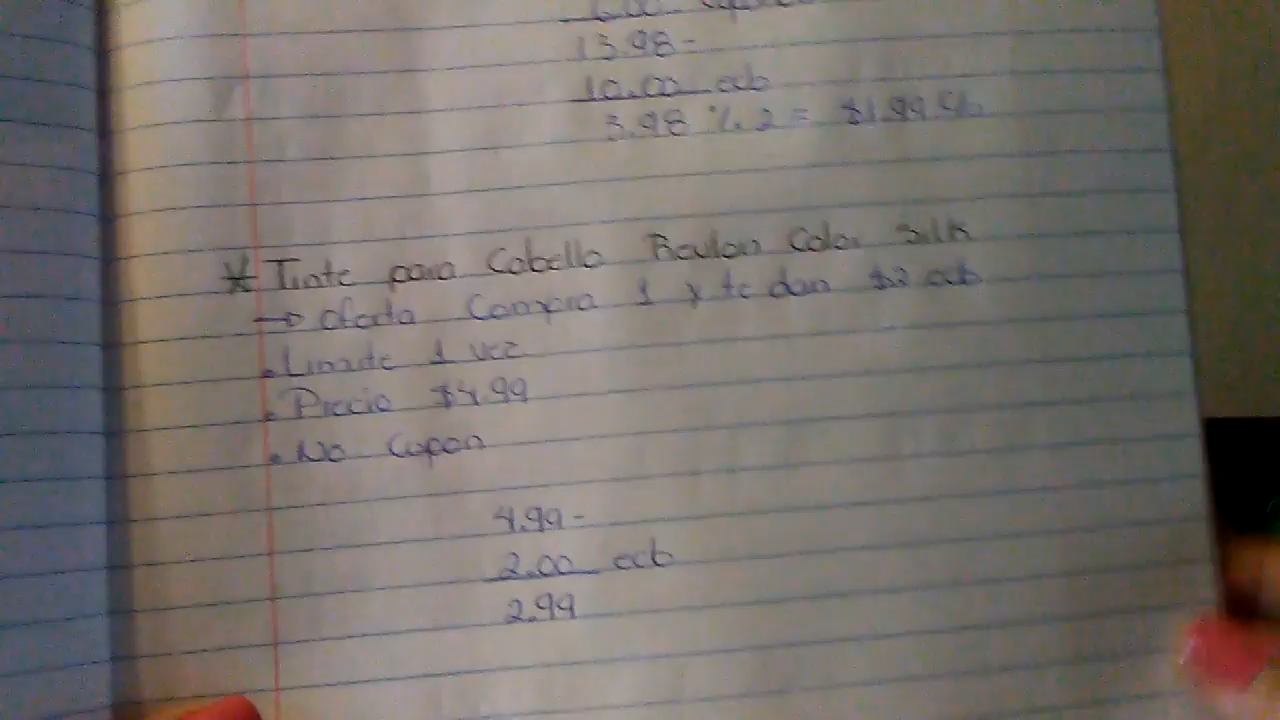 13.98-
10.00 ecb
3.98 % 2 = $1.99 c/u
* Tinte para Cabello Revlon Color Silk
→ Oferta Compra 1 y te dan $2 ecb
. Limite 1 vez
. Precio $4.99
. No Cupon
4.99-
2.00 ecb
2.99